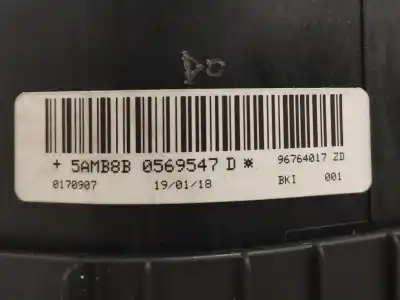 + 5AMB8B 0569547 D ※ 96764017 ZD
0170907 19/01/18 BKI 001